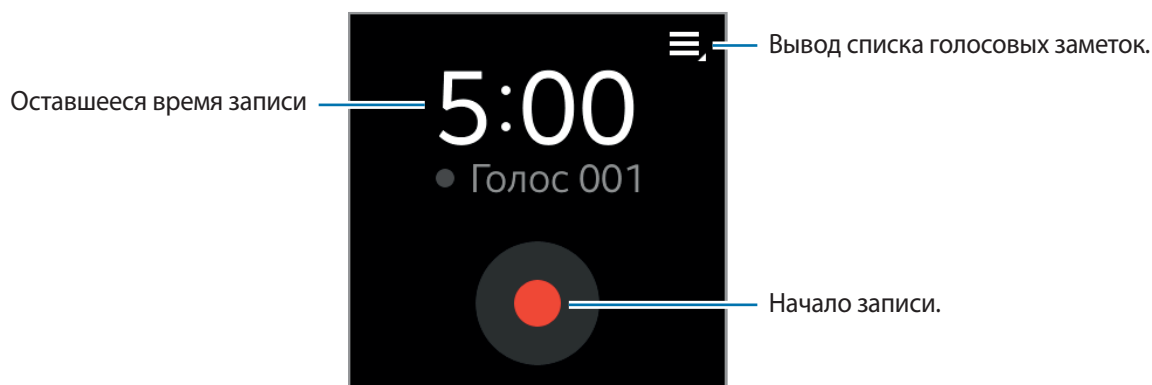 Вывод списка голосовых заметок.
Оставшееся время записи
5:00
Голос 001
Начало записи.